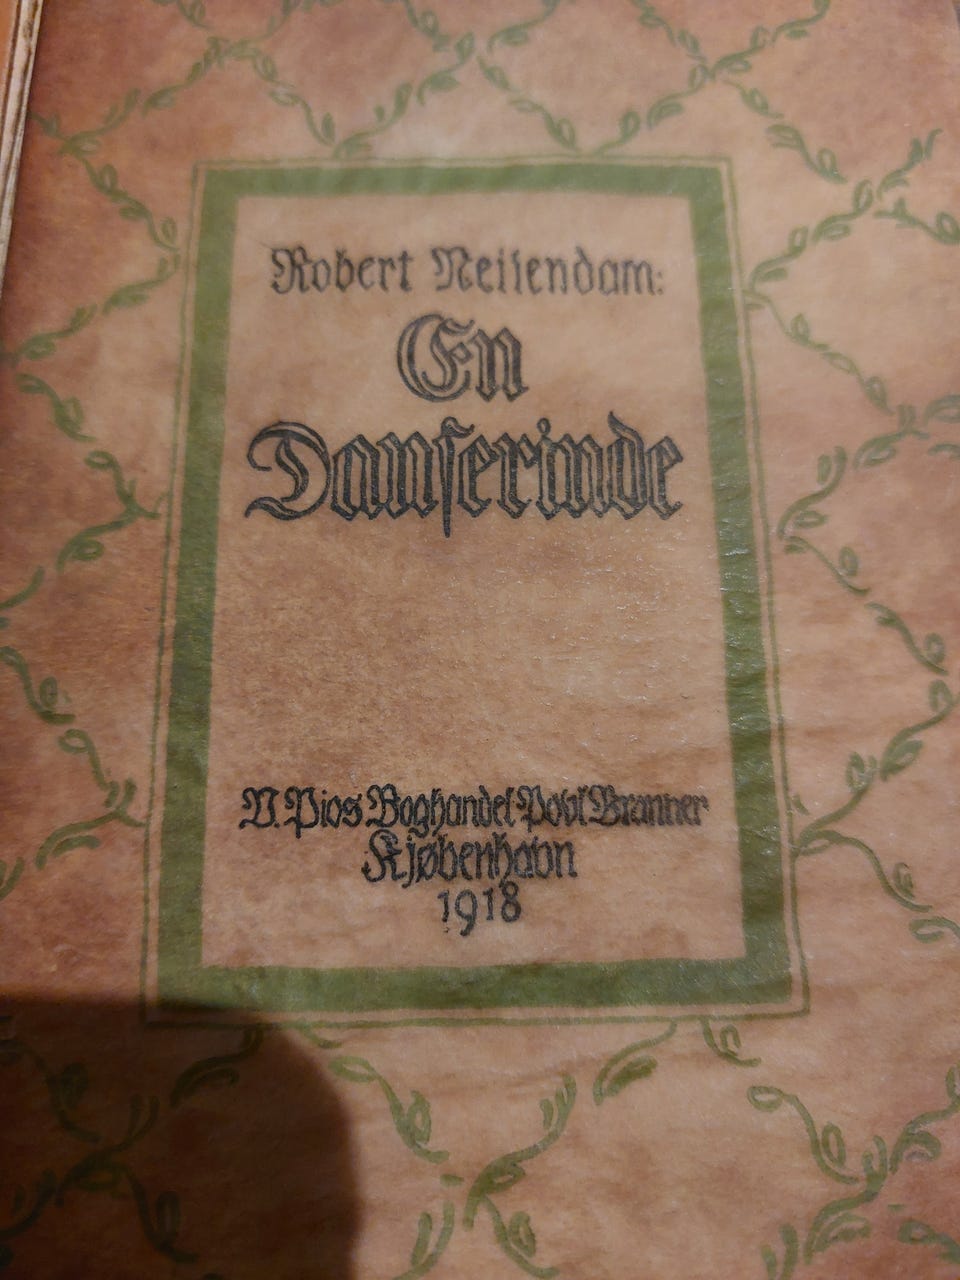 Robert Neiiendam:
En
Danserinde
V. Pios Boghandel-Povl Branner
Kjøbenhavn
1918